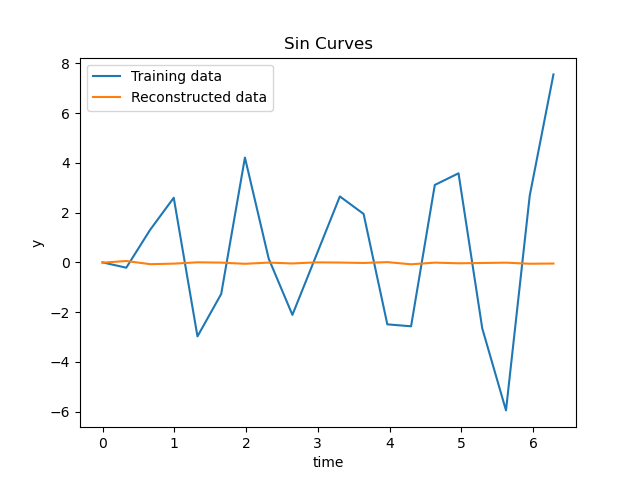 Sin Curves
Training data
Reconstructed data
y
8
6
4
2
0
−2
−4
−6
0 1 2 3 4 5 6
time